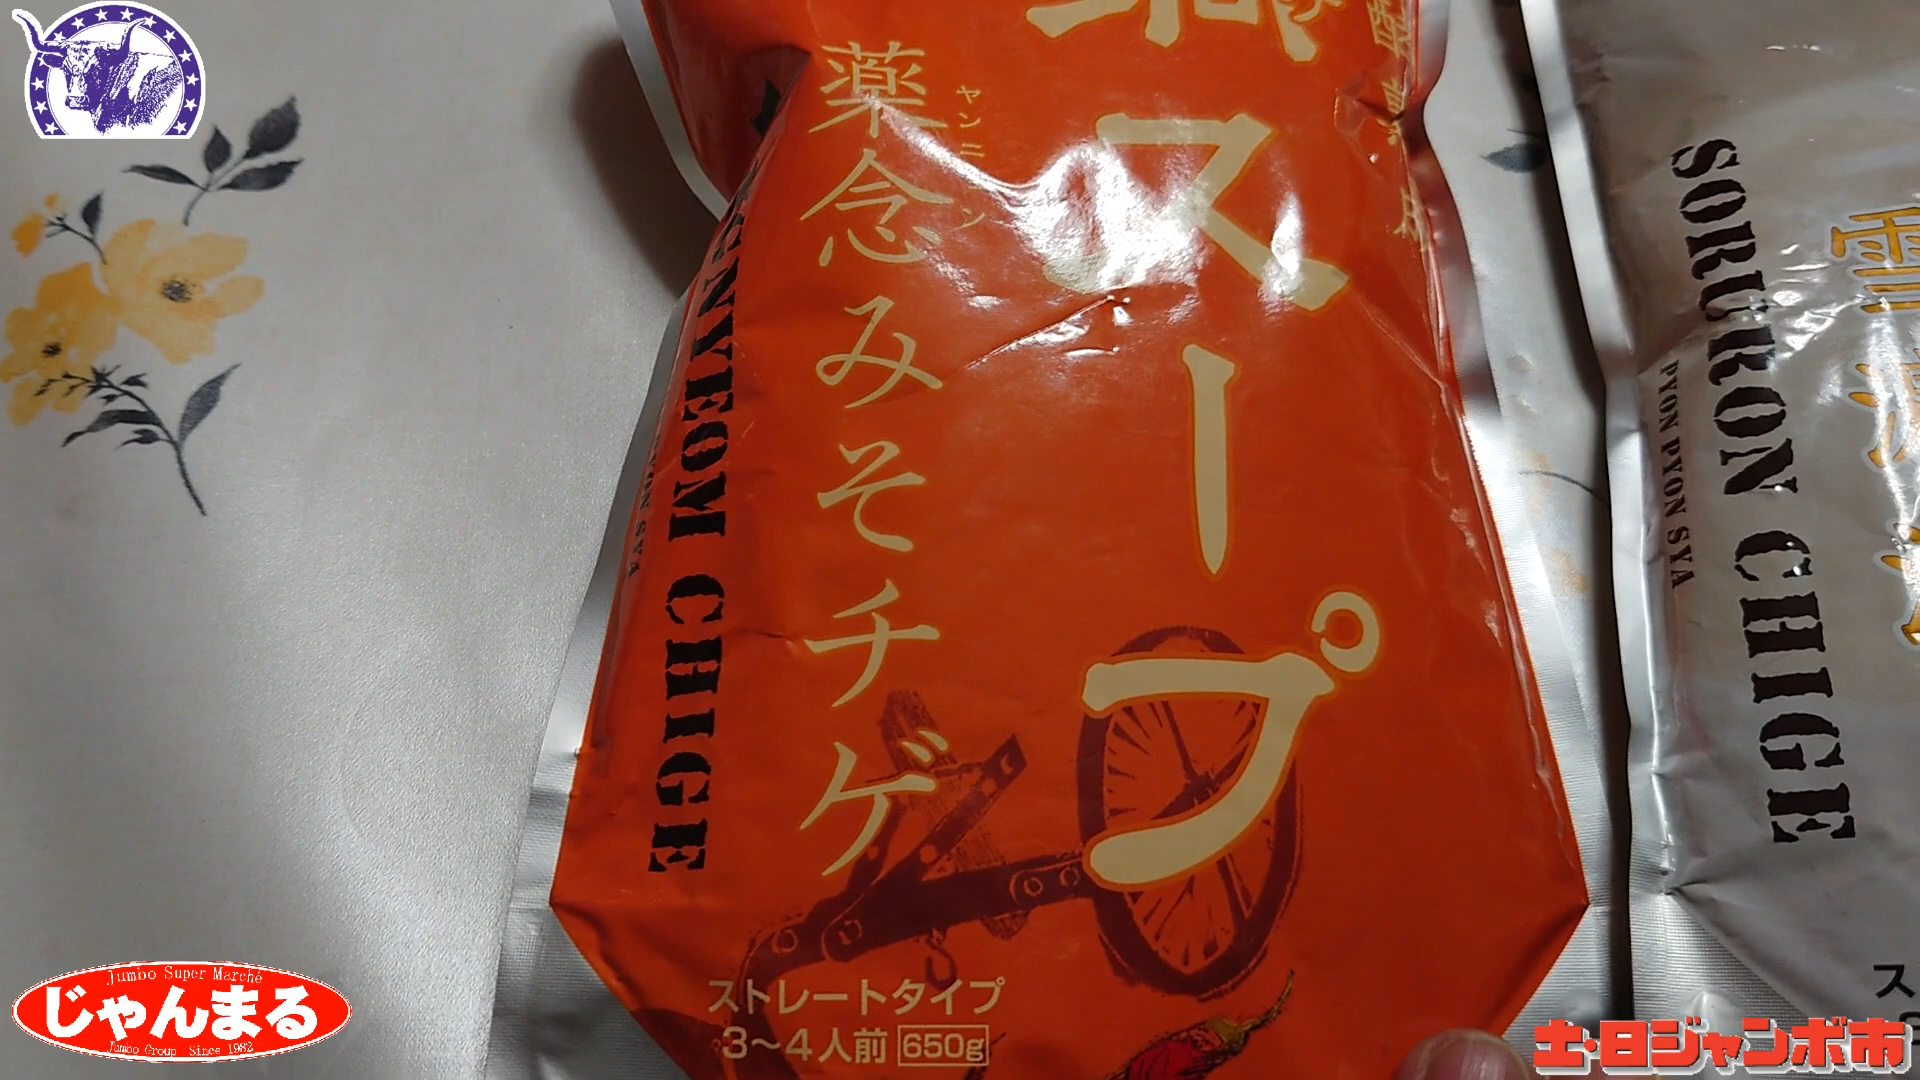 スープ
薬念みそチゲ
ヤンニン
YANGNYEOM CHIGE
ストレートタイプ
3～4人前 650g
SORURON CHIGE
PYON PYON SYA
Jumbo Super Marché
じゃんまる
Jumbo Group Since 1982
土・日ジャンボ市